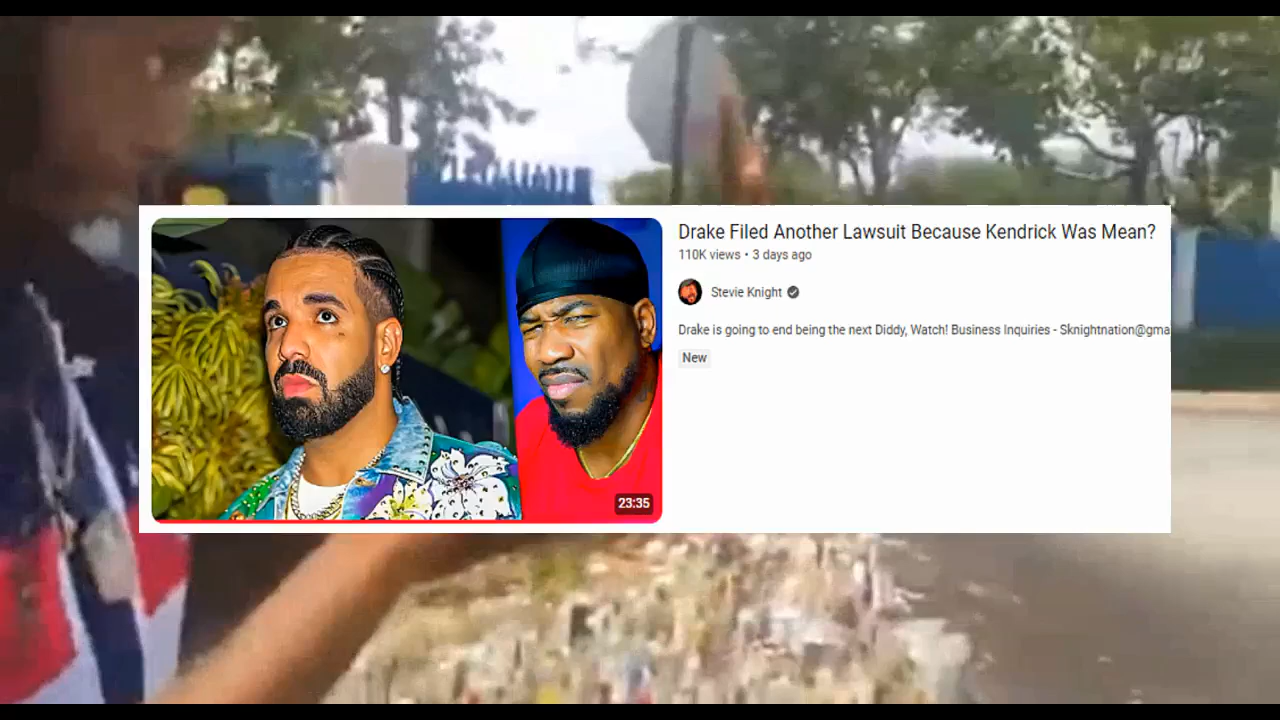 Drake Filed Another Lawsuit Because Kendrick Was Mean?
110K views • 3 days ago
Stevie Knight
Drake is going to end being the next Diddy, Watch! Business Inquiries - Sknightnation@gma
New
23:35